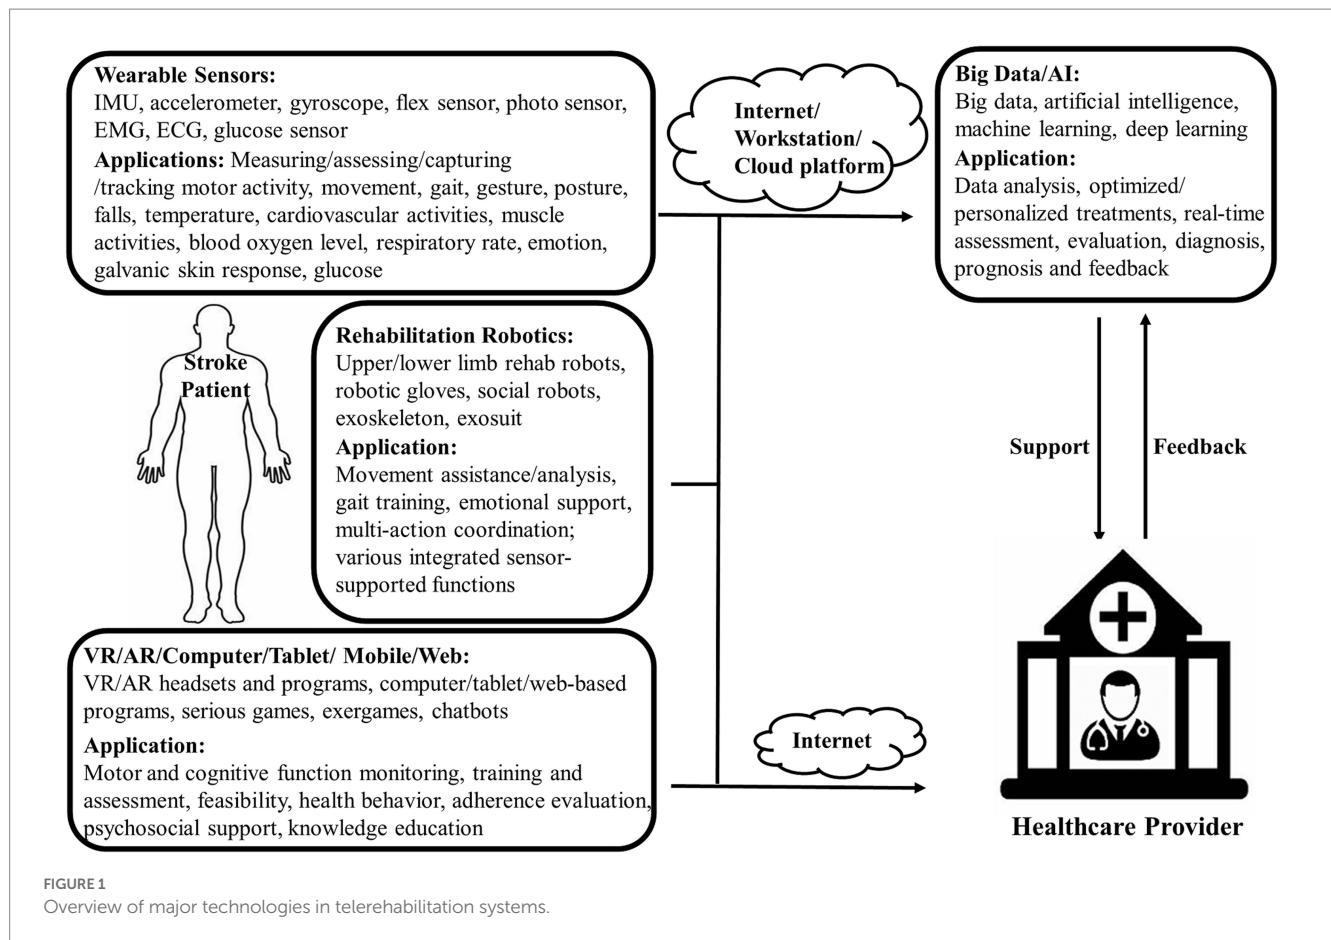 Wearable Sensors:
IMU, accelerometer, gyroscope, flex sensor, photo sensor,
EMG, ECG, glucose sensor
Applications: Measuring/assessing/capturing
/tracking motor activity, movement, gait, gesture, posture,
falls, temperature, cardiovascular activities, muscle
activities, blood oxygen level, respiratory rate, emotion,
galvanic skin response, glucose
Internet/
Workstation/
Cloud platform
Big Data/AI:
Big data, artificial intelligence,
machine learning, deep learning
Application:
Data analysis, optimized/
personalized treatments, real-time
assessment, evaluation, diagnosis,
prognosis and feedback
Stroke
Patient
Rehabilitation Robotics:
Upper/lower limb rehab robots,
robotic gloves, social robots,
exoskeleton, exosuit
Application:
Movement assistance/analysis,
gait training, emotional support,
multi-action coordination;
various integrated sensor-
supported functions
Support
Feedback
VR/AR/Computer/Tablet/ Mobile/Web:
VR/AR headsets and programs, computer/tablet/web-based
programs, serious games, exergames, chatbots
Application:
Motor and cognitive function monitoring, training and
assessment, feasibility, health behavior, adherence evaluation,
psychosocial support, knowledge education
Internet
Healthcare Provider
FIGURE 1
Overview of major technologies in telerehabilitation systems.